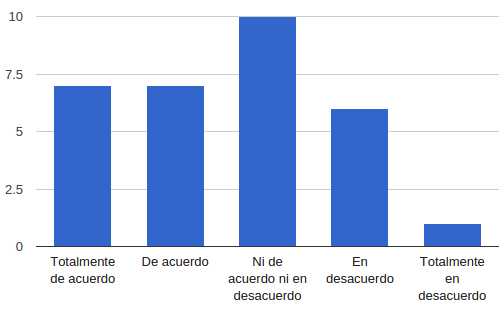 10
7.5
5
2.5
0
Totalmente
de acuerdo
De acuerdo
Ni de
acuerdo ni en
desacuerdo
En
desacuerdo
Totalmente
en
desacuerdo